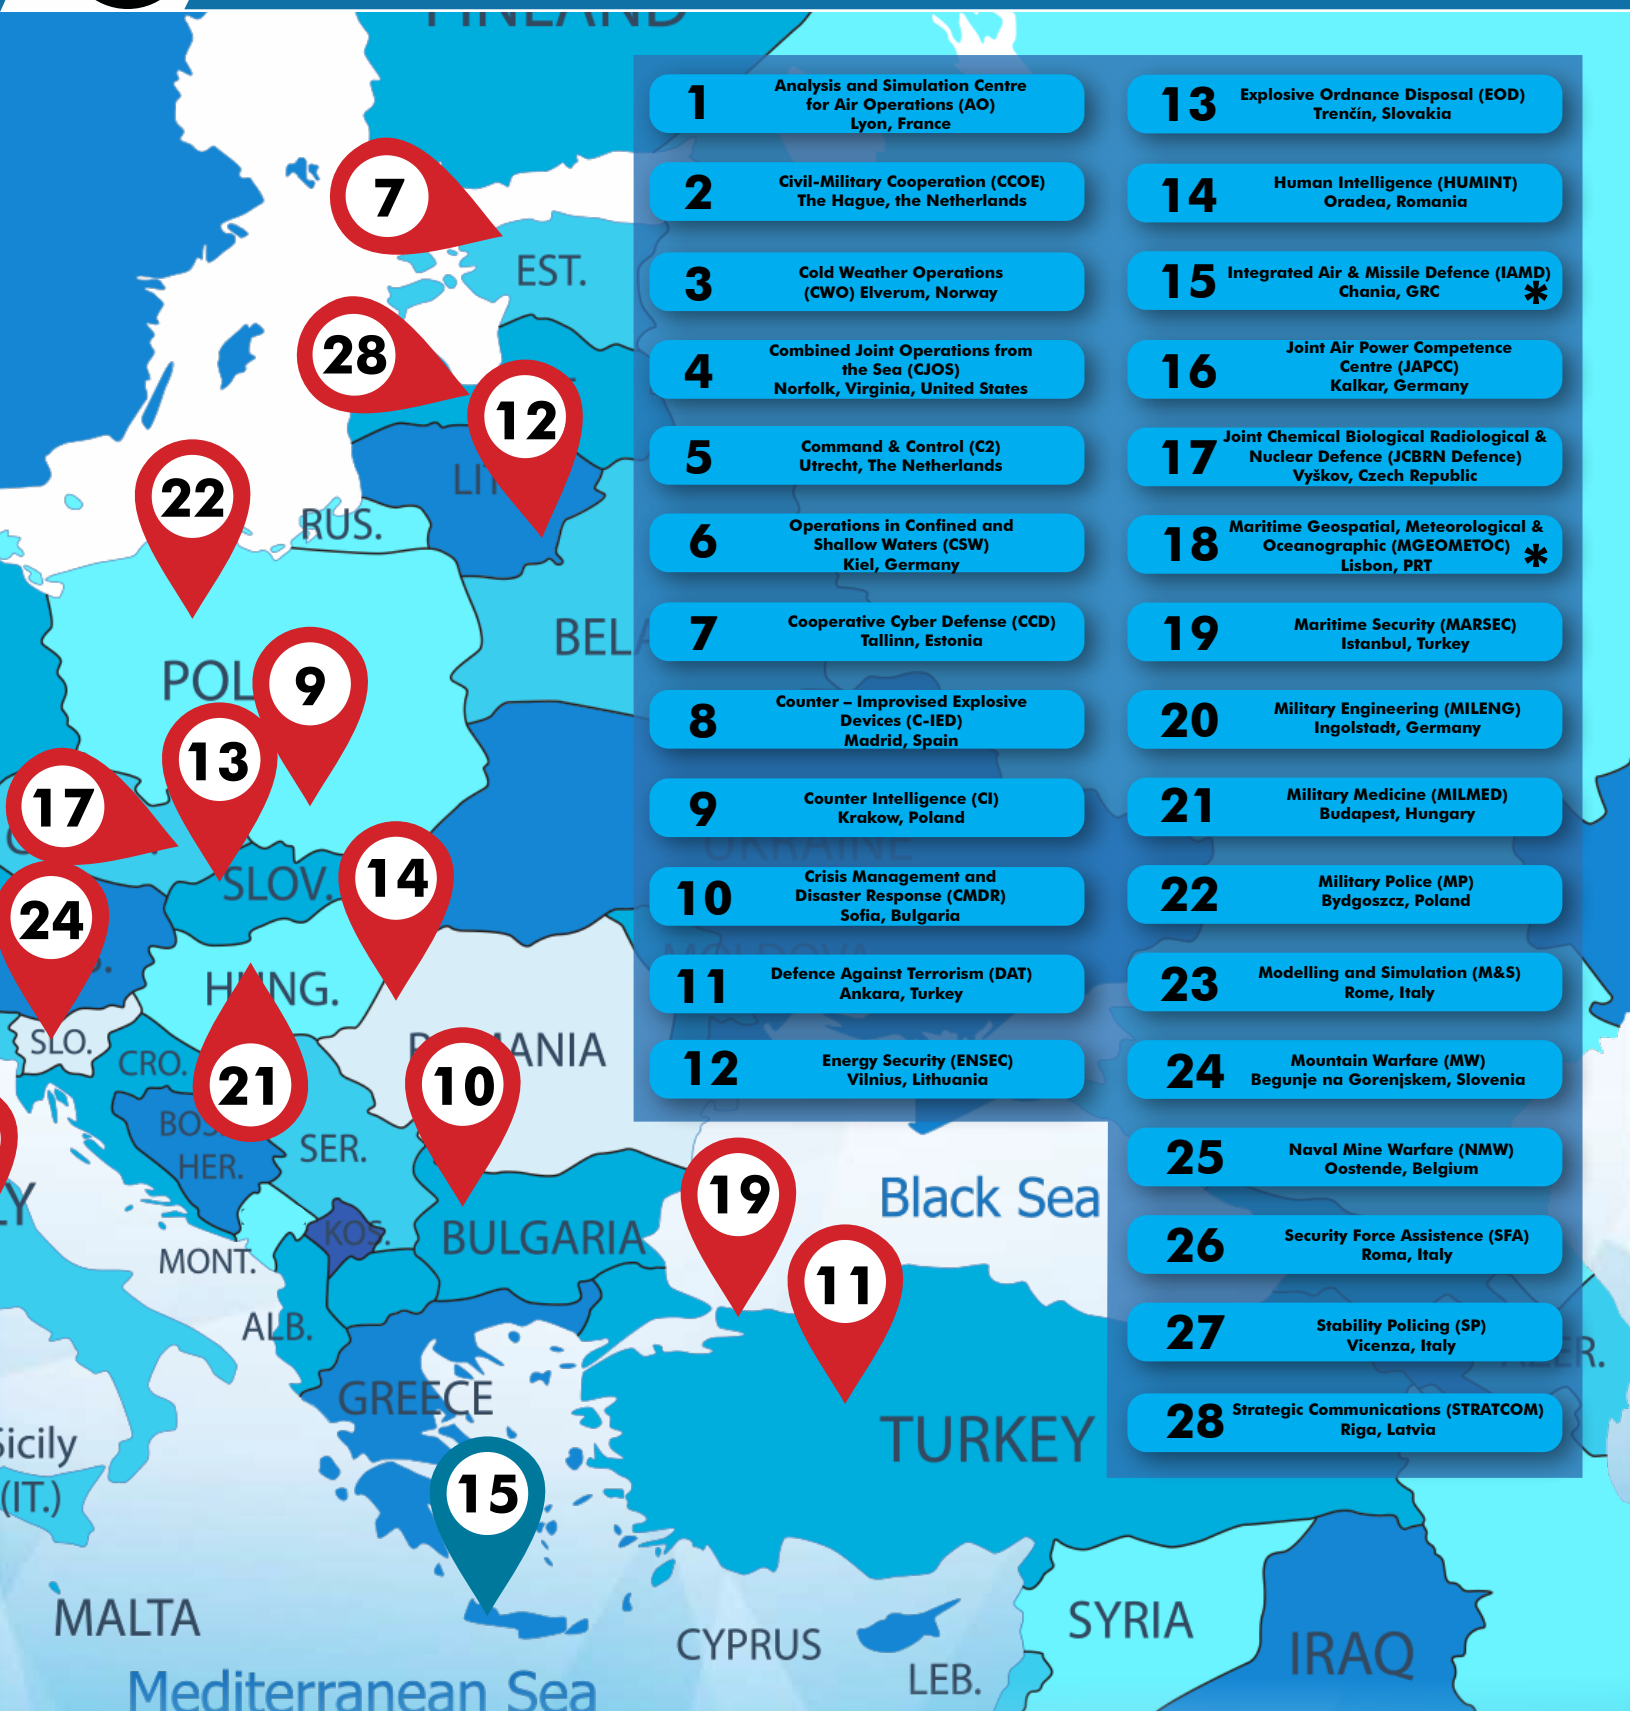 FINLAND
1
Analysis and Simulation Centre
for Air Operations (AO)
Lyon, France
2
Civil-Military Cooperation (CCOE)
The Hague, the Netherlands
3
Cold Weather Operations
(CWO) Elverum, Norway
4
Combined Joint Operations from
the Sea (CJOS)
Norfolk, Virginia, United States
5
Command & Control (C2)
Utrecht, The Netherlands
6
Operations in Confined and
Shallow Waters (CSW)
Kiel, Germany
7
Cooperative Cyber Defense (CCD)
Tallinn, Estonia
8
Counter – Improvised Explosive
Devices (C-IED)
Madrid, Spain
9
Counter Intelligence (CI)
Krakow, Poland
10
Crisis Management and
Disaster Response (CMDR)
Sofia, Bulgaria
11
Defence Against Terrorism (DAT)
Ankara, Turkey
12
Energy Security (ENSEC)
Vilnius, Lithuania
13
Explosive Ordnance Disposal (EOD)
Trenčín, Slovakia
14
Human Intelligence (HUMINT)
Oradea, Romania
15
Integrated Air & Missile Defence (IAMD)
Chania, GRC *
16
Joint Air Power Competence
Centre (JAPCC)
Kalkar, Germany
17
Joint Chemical Biological Radiological &
Nuclear Defence (JCBRN Defence)
Vyškov, Czech Republic
18
Maritime Geospatial, Meteorological &
Oceanographic (MGEOMETOC) *
Lisbon, PRT
19
Maritime Security (MARSEC)
Istanbul, Turkey
20
Military Engineering (MILENG)
Ingolstadt, Germany
21
Military Medicine (MILMED)
Budapest, Hungary
22
Military Police (MP)
Bydgoszcz, Poland
23
Modelling and Simulation (M&S)
Rome, Italy
24
Mountain Warfare (MW)
Begunje na Gorenjskem, Slovenia
25
Naval Mine Warfare (NMW)
Oostende, Belgium
26
Security Force Assistance (SFA)
Roma, Italy
27
Stability Policing (SP)
Vicenza, Italy
28
Strategic Communications (STRATCOM)
Riga, Latvia
7
EST.
28
12
LIT
22
RUS.
BELA
POL
9
13
17
SLOV.
14
24
UKRAINE
MOLDOVA
HUNG.
SLO.
CRO.
21
ROMANIA
10
BOS.
HER.
SER.
19
Black Sea
LY
KOS.
BULGARIA
MONT.
11
ALB.
AZER.
GREECE
TURKEY
Sicily
(IT.)
15
MALTA
CYPRUS
SYRIA
LEB.
IRAQ
Mediterranean Sea